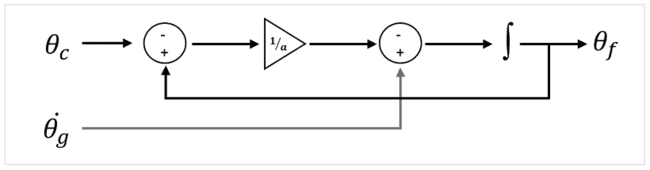 θc - + 1/a - + ∫ θf
θ̇g